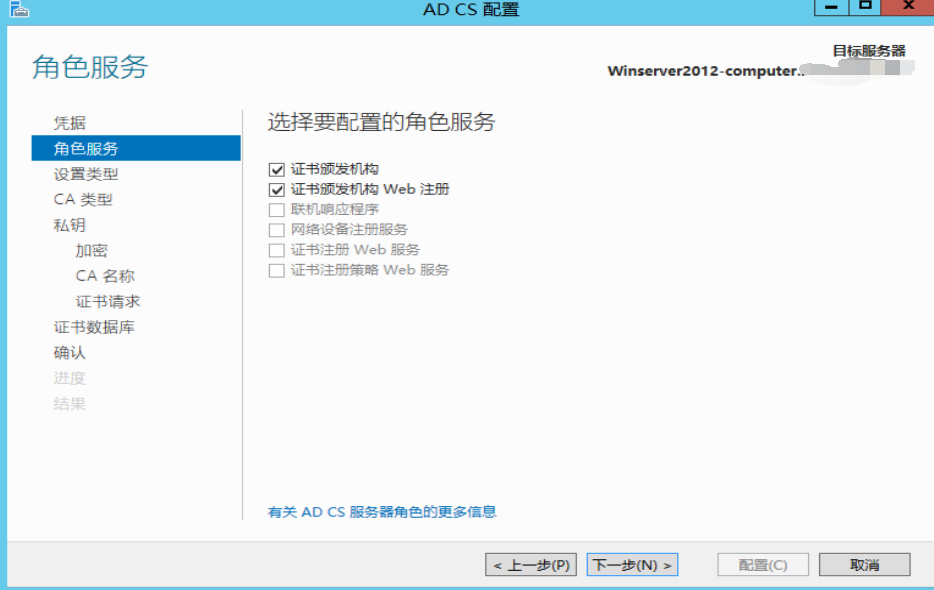 AD CS 配置
角色服务
目标服务器
Winserver2012-computer..
凭据
角色服务
设置类型
CA 类型
私钥
加密
CA 名称
证书请求
证书数据库
确认
进度
结果
选择要配置的角色服务
证书颁发机构
证书颁发机构 Web 注册
联机响应程序
网络设备注册服务
证书注册 Web 服务
证书注册策略 Web 服务
有关 AD CS 服务器角色的更多信息
< 上一步(P) 下一步(N) > 配置(C) 取消